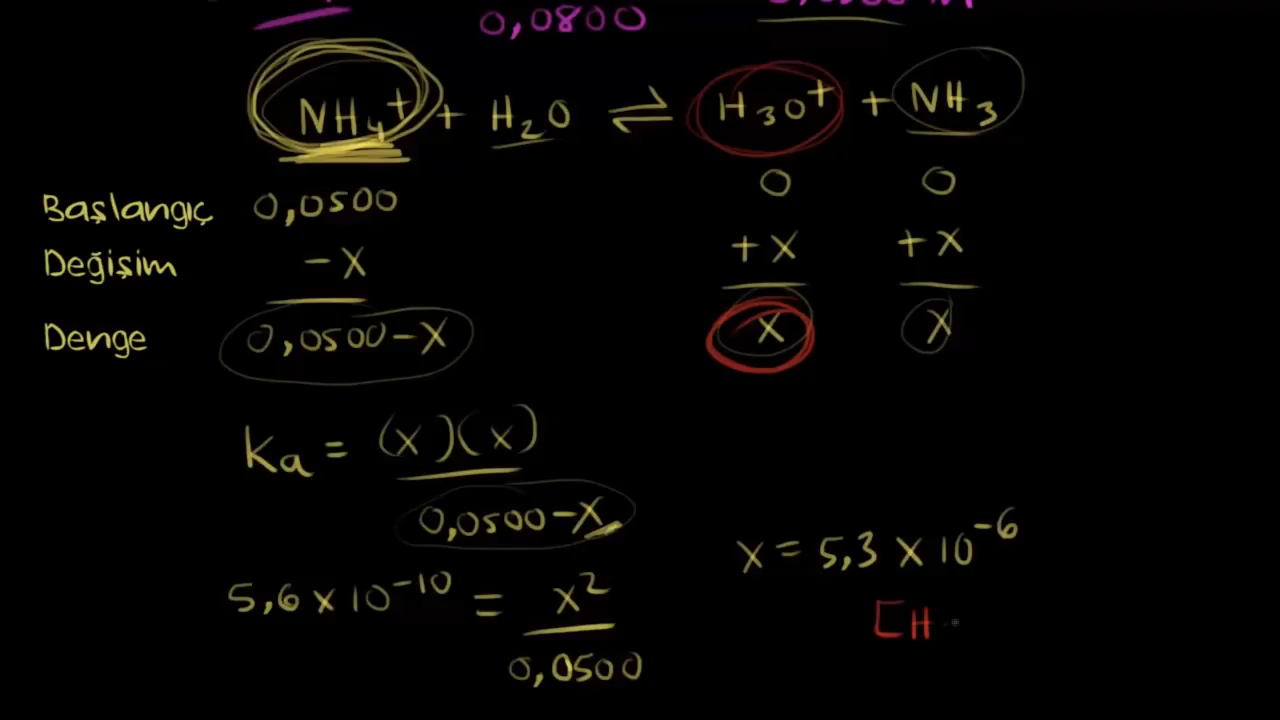 0,0800
NH₄⁺ + H₂O ⇌ H₃O⁺ + NH₃
Başlangıç 0,0500 0 0
Değişim -X +X +X
Denge 0,0500-X X X
Ka = (x)(x)
0,0500-X
X = 5,3 x 10⁻⁶
5,6 x 10⁻¹⁰ = x²
0,0500
[H